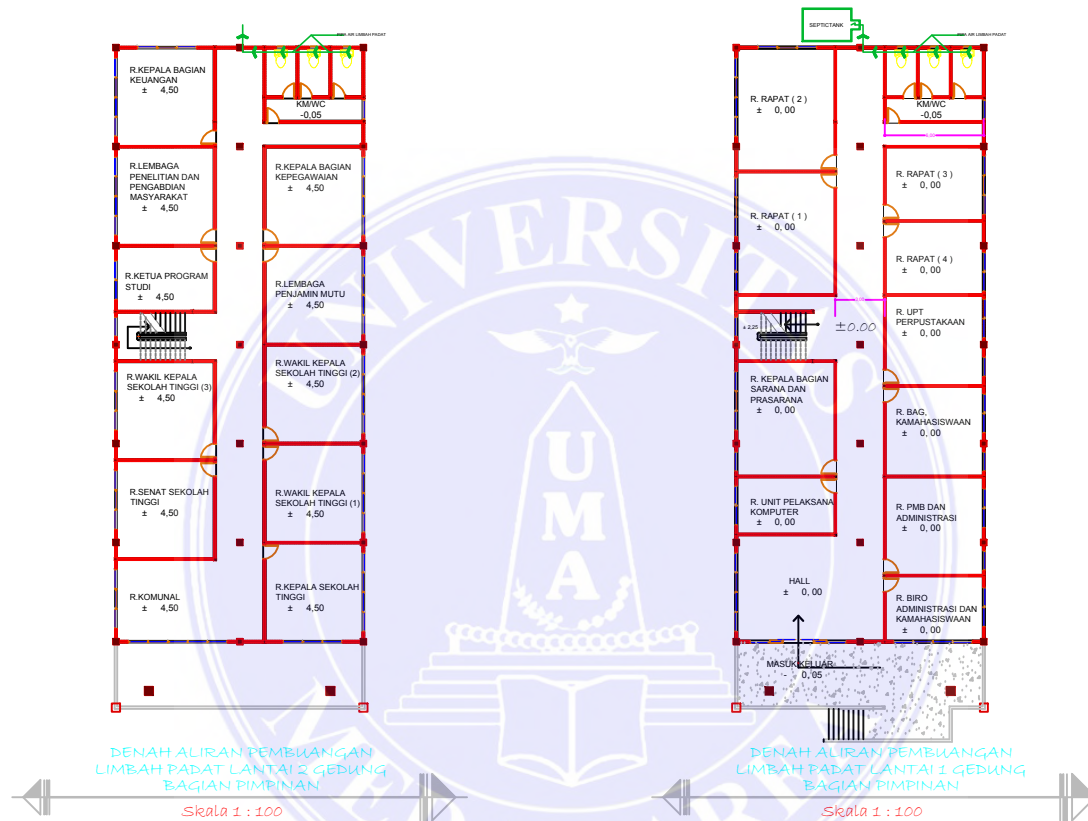 PIPA AIR LIMBAH PADAT
R.KEPALA BAGIAN
KEUANGAN
± 4,50
KM/WC
-0,05
R.LEMBAGA
PENELITIAN DAN
PENGABDIAN
MASYARAKAT
± 4,50
R.KEPALA BAGIAN
KEPEGAWAIAN
± 4,50
R.KETUA PROGRAM
STUDI
± 4,50
R.LEMBAGA
PENJAMIN MUTU
± 4,50
R.WAKIL KEPALA
SEKOLAH TINGGI (3)
± 4,50
R.WAKIL KEPALA
SEKOLAH TINGGI (2)
± 4,50
R.SENAT SEKOLAH
TINGGI
± 4,50
R.WAKIL KEPALA
SEKOLAH TINGGI (1)
± 4,50
R.KOMUNAL
± 4,50
R.KEPALA SEKOLAH
TINGGI
± 4,50
DENAH ALIRAN PEMBUANGAN
LIMBAH PADAT LANTAI 2 GEDUNG
BAGIAN PIMPINAN
Skala 1 : 100
SEPTICTANK
PIPA AIR LIMBAH PADAT
R. RAPAT ( 2 )
± 0, 00
KM/WC
-0,05
R. RAPAT ( 3 )
± 0, 00
R. RAPAT ( 1 )
± 0, 00
R. RAPAT ( 4 )
± 0, 00
± 2,25
±0.00
R. UPT
PERPUSTAKAAN
± 0, 00
R. KEPALA BAGIAN
SARANA DAN
PRASARANA
± 0, 00
R. BAG,
KAMAHASISWAAN
± 0, 00
R. UNIT PELAKSANA
KOMPUTER
± 0, 00
R. PMB DAN
ADMINISTRASI
± 0, 00
HALL
± 0, 00
R. BIRO
ADMINISTRASI DAN
KAMAHASISWAAN
± 0, 00
MASUK KELUAR
- 0, 05
DENAH ALIRAN PEMBUANGAN
LIMBAH PADAT LANTAI 1 GEDUNG
BAGIAN PIMPINAN
Skala 1 : 100
UNIVERSITAS
UMA